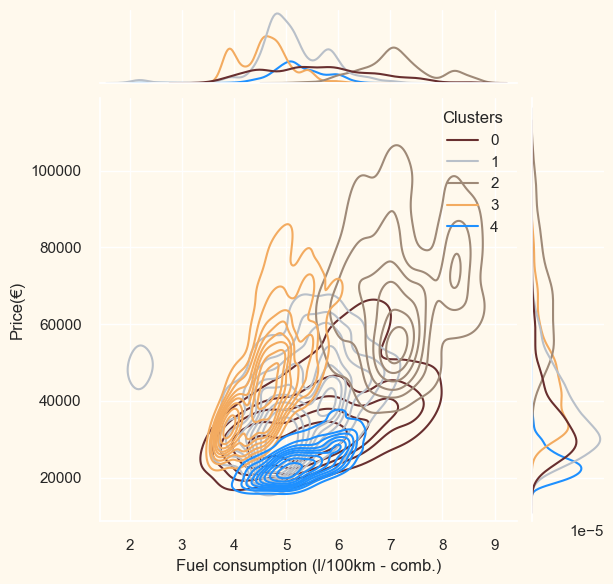 Clusters
0
1
2
3
4
100000
80000
60000
40000
20000
Price(€)
2 3 4 5 6 7 8 9
1e−5
Fuel consumption (l/100km - comb.)